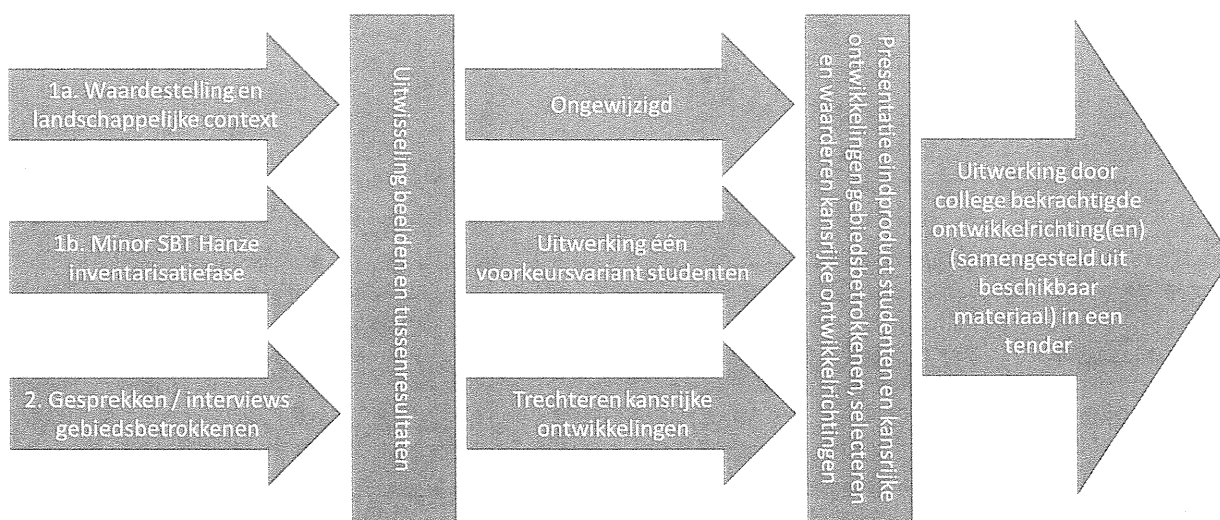 1a. Waardestelling en
landschappelijke context
1b. Minor SBT Hanze
inventarisatiefase
2. Gesprekken / interviews
gebiedsbetrokkenen
Uitwisseling beelden en tussenresultaten
Ongewijzigd
Uitwerking één
voorkeursvariant studenten
Trechteren kansrijke
ontwikkelingen
Presentatie eindproduct studenten en kansrijke
ontwikkelingen gebiedsbetrokkenen, selecteren
en waarderen kansrijke ontwikkelrichtingen
Uitwerking door
college bekrachtigde
ontwikkelrichting(en)
(samengesteld uit
beschikbaar
materiaal) in een
tender